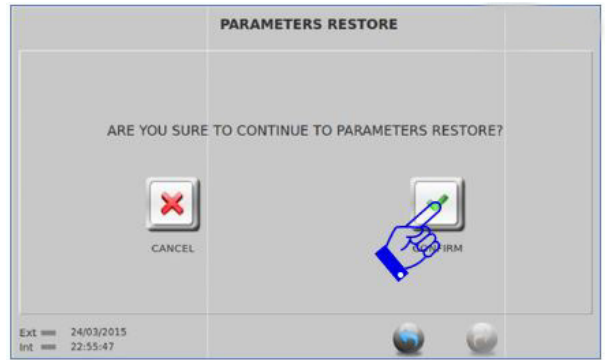 PARAMETERS RESTORE
ARE YOU SURE TO CONTINUE TO PARAMETERS RESTORE?
CANCEL
CONFIRM
Ext 24/03/2015
Int 22:55:47